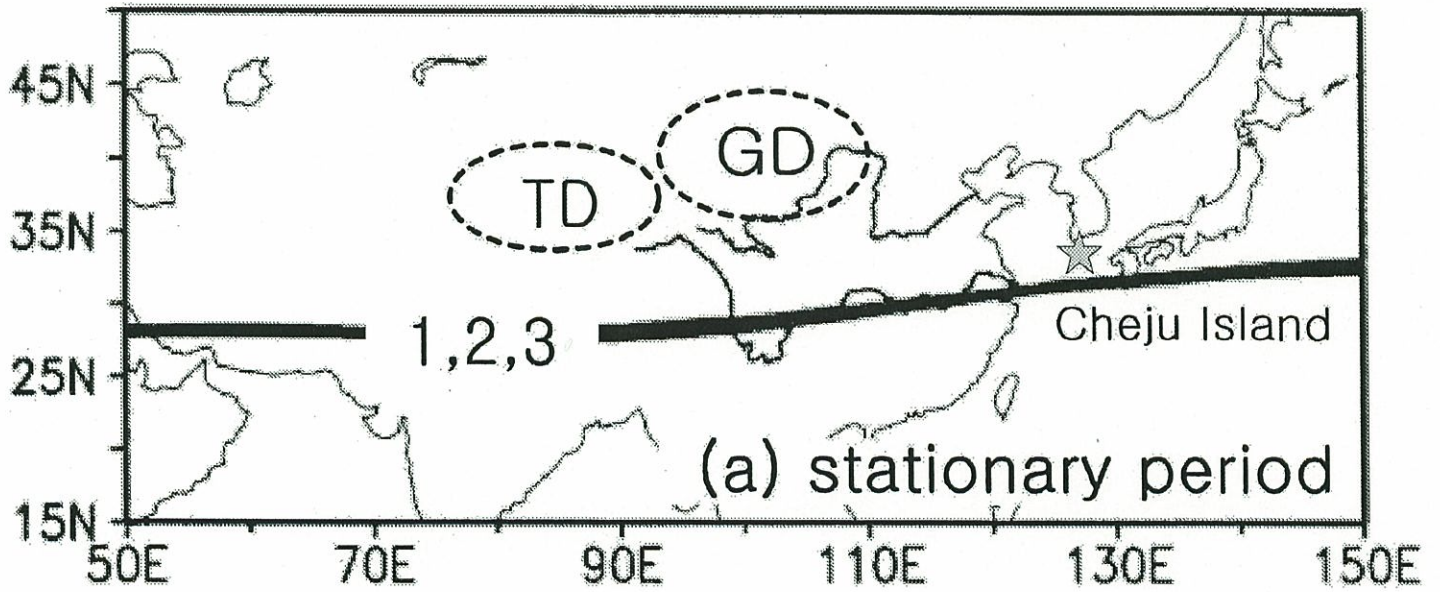 45N
GD
TD
35N
1,2,3
Cheju Island
25N
(a) stationary period
15N
50E 70E 90E 110E 130E 150E